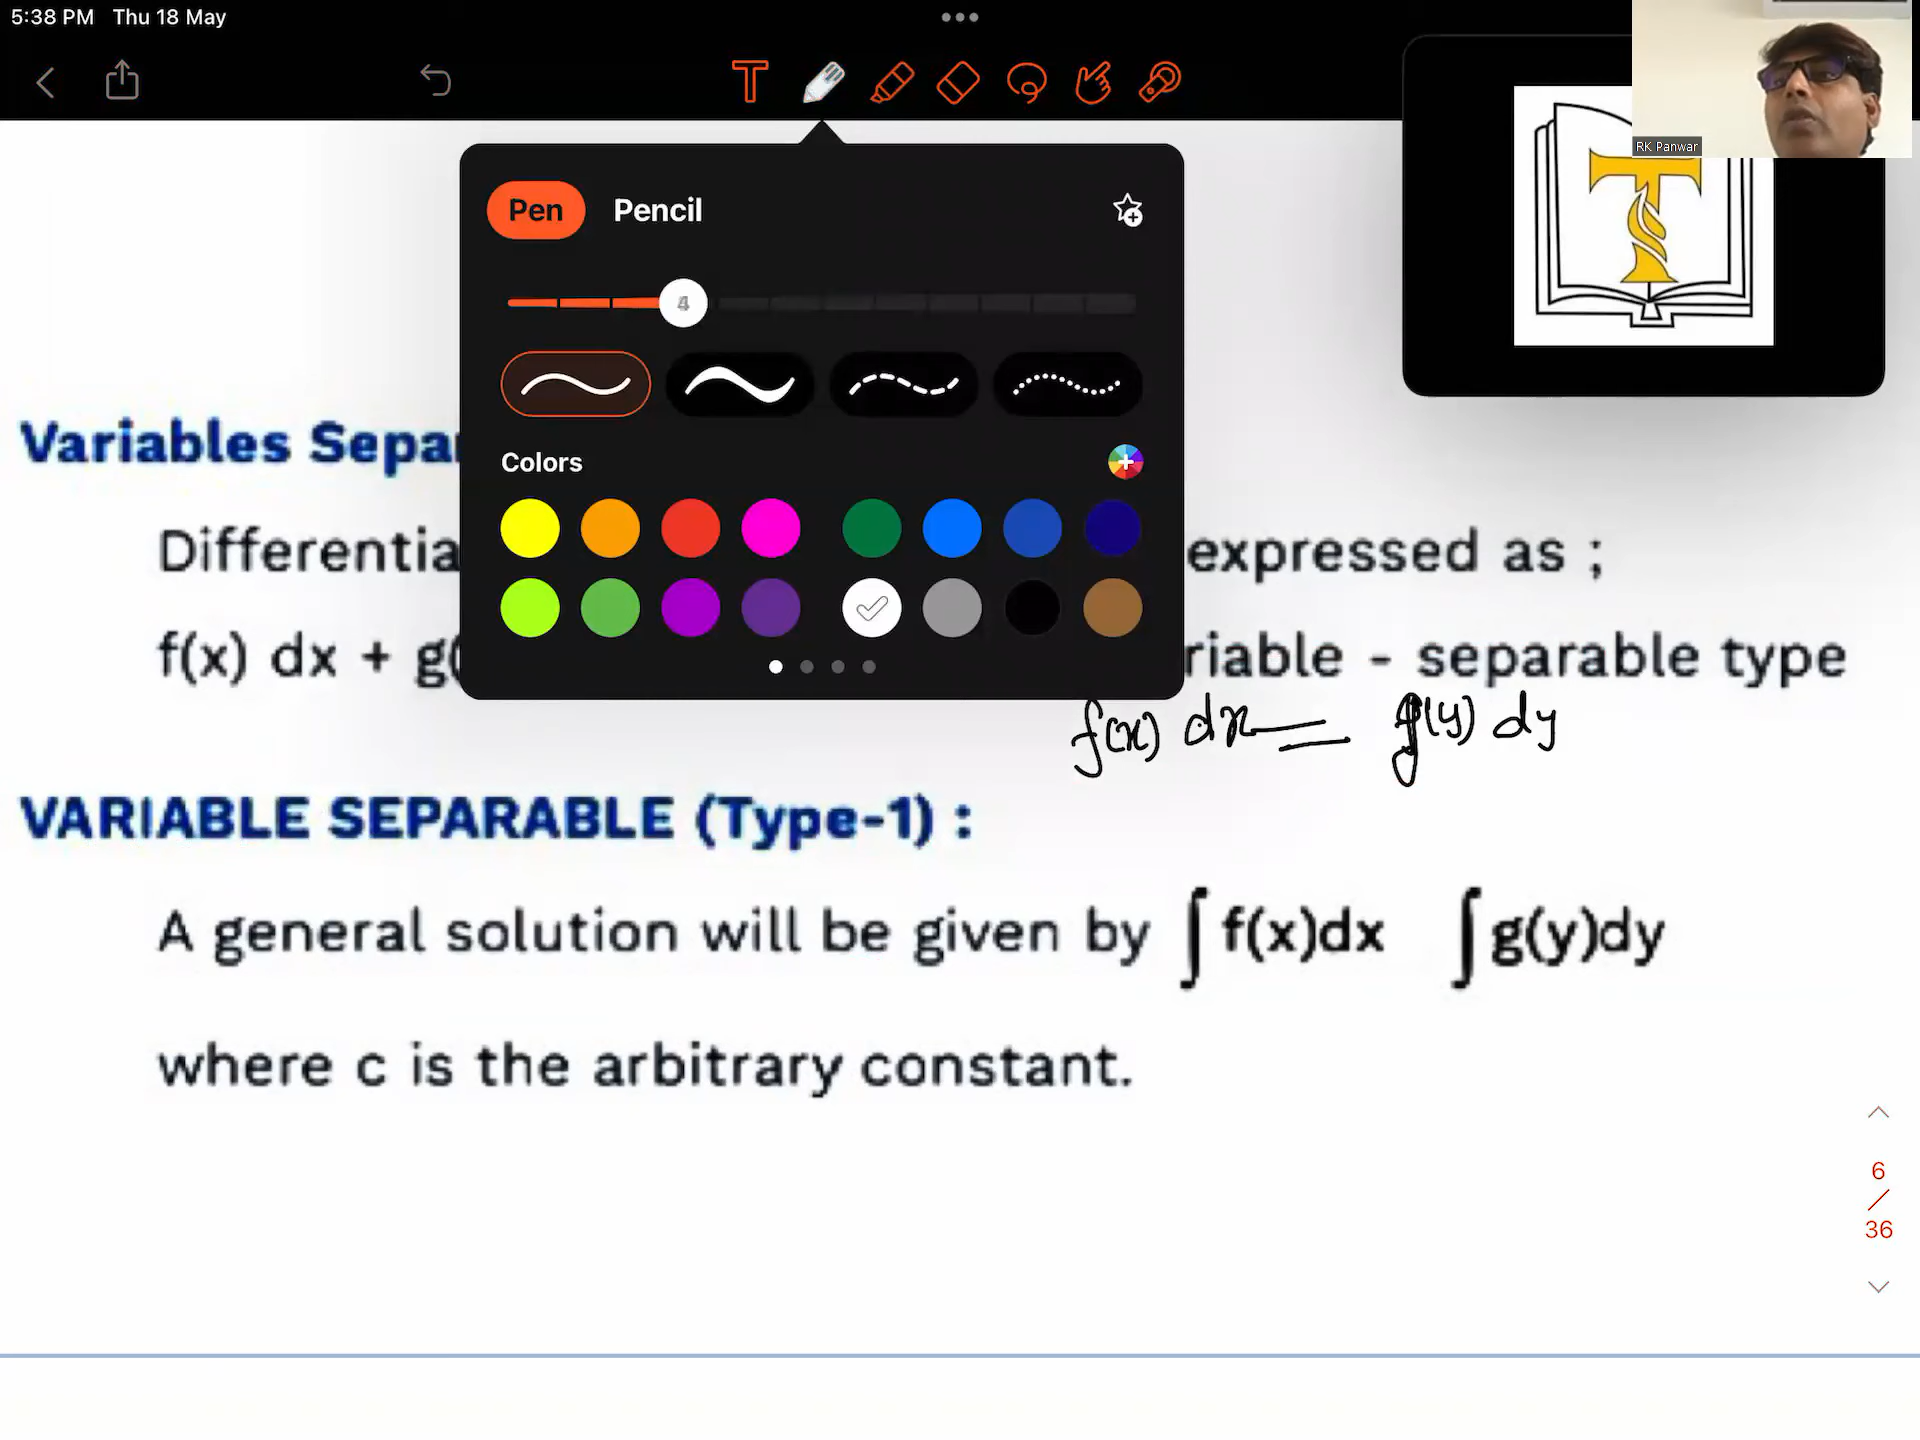 5:38 PM Thu 18 May
RK Panwar
Pen Pencil
4
Colors
Variables Sepa
Differentia expressed as ;
f(x) dx + g( riable - separable type
f(x) dx = g(y) dy
VARIABLE SEPARABLE (Type-1) :
A general solution will be given by ∫ f(x)dx ∫ g(y)dy
where c is the arbitrary constant.
6
/
36